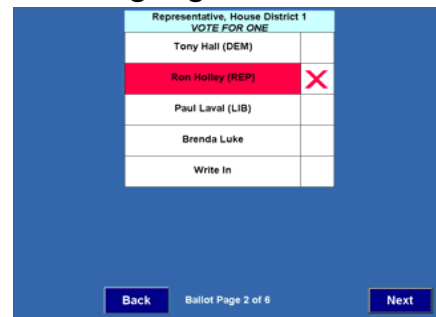 Representative, House District 1
VOTE FOR ONE
Tony Hall (DEM)
Ron Holley (REP)
Paul Laval (LIB)
Brenda Luke
Write In
Back
Ballot Page 2 of 6
Next